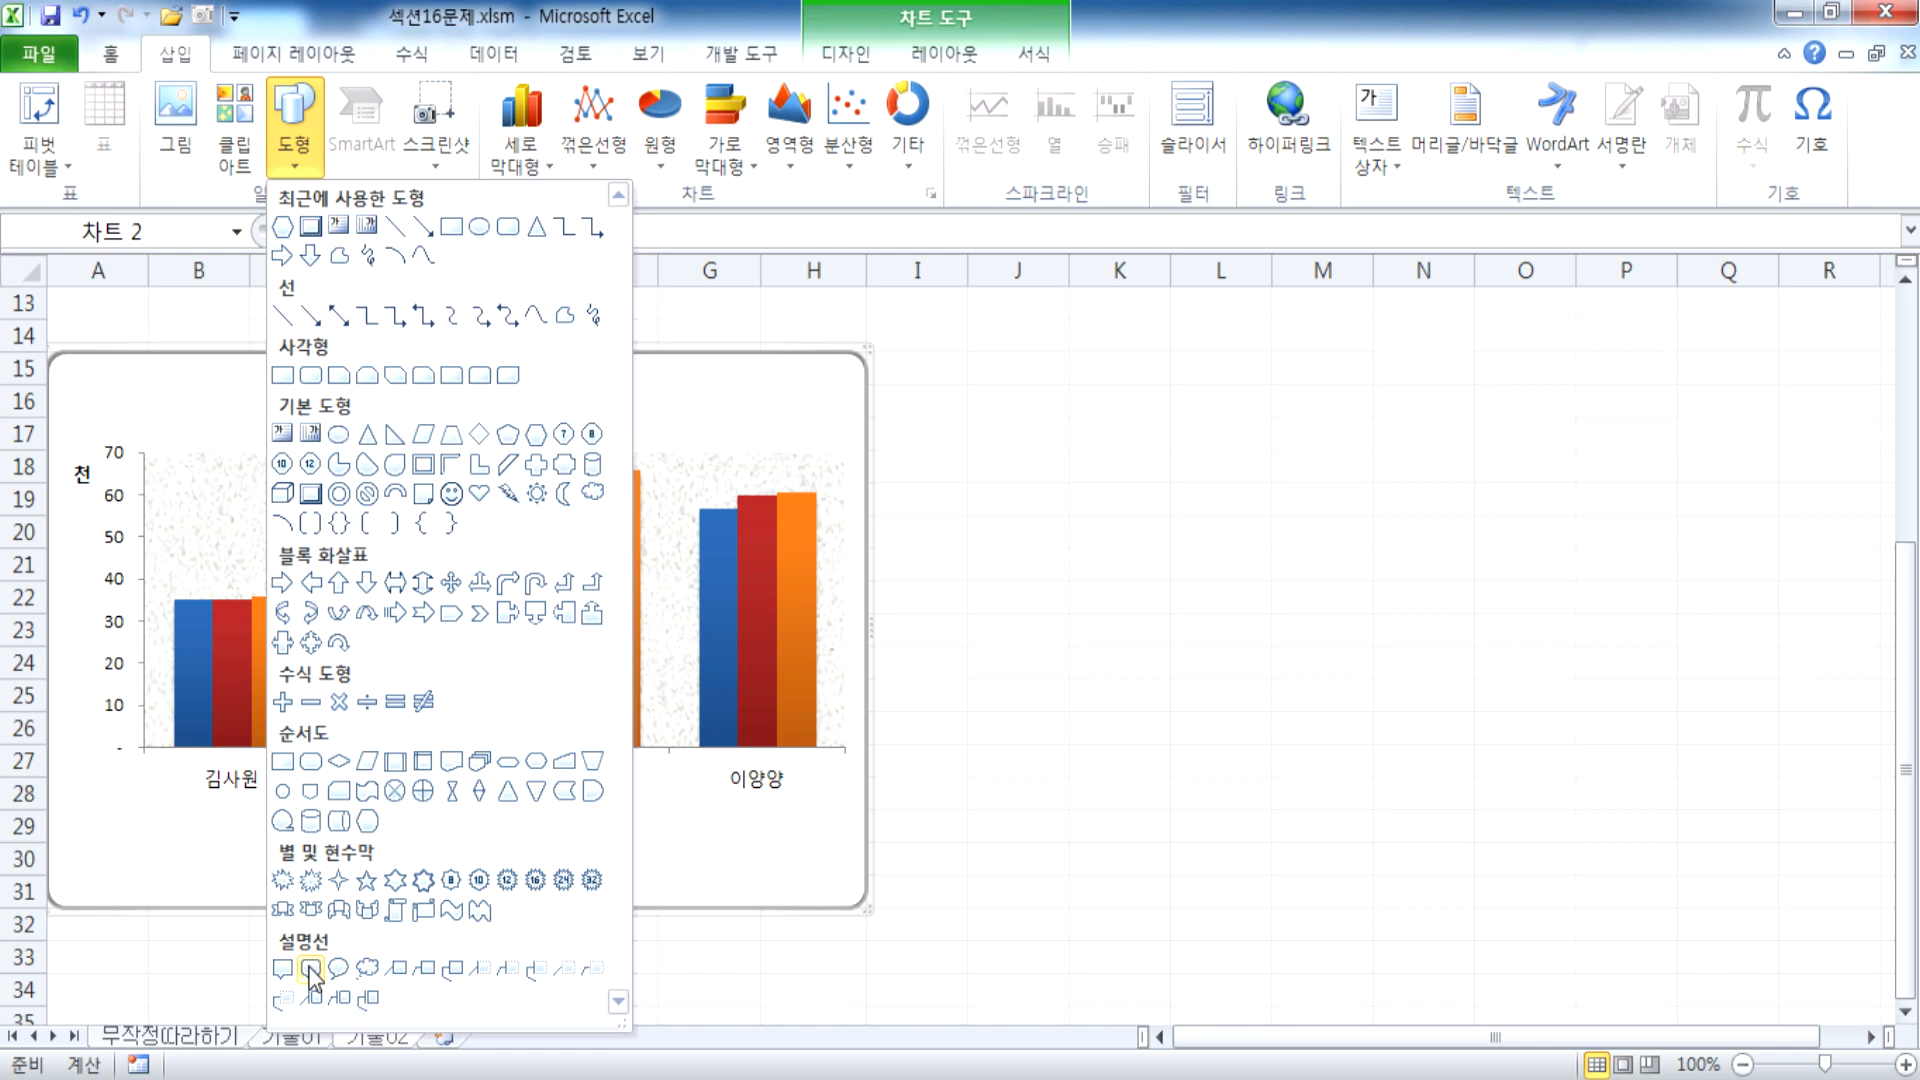 섹션16문제.xlsm - Microsoft Excel
차트 도구
파일 홈 삽입 페이지 레이아웃 수식 데이터 검토 보기 개발 도구 디자인 레이아웃 서식
피벗 테이블 표 그림 클립 아트 도형 SmartArt 스크린샷 세로 막대형 꺾은선형 원형 가로 막대형 영역형 분산형 기타 꺾은선형 열 승패 슬라이서 하이퍼링크 텍스트 상자 머리글/바닥글 WordArt 서명란 개체 수식 기호
표 차트 스파크라인 필터 링크 텍스트 기호
차트 2
최근에 사용한 도형
선
사각형
기본 도형
블록 화살표
수식 도형
순서도
별 및 현수막
설명선
A B G H I J K L M N O P Q R
13
14
15
16
17
18
19
20
21
22
23
24
25
26
27
28
29
30
31
32
33
34
35
천
70
60
50
40
30
20
10
-
김사원 이양양
무작정따라하기 기출01 기출02
준비 계산 100%